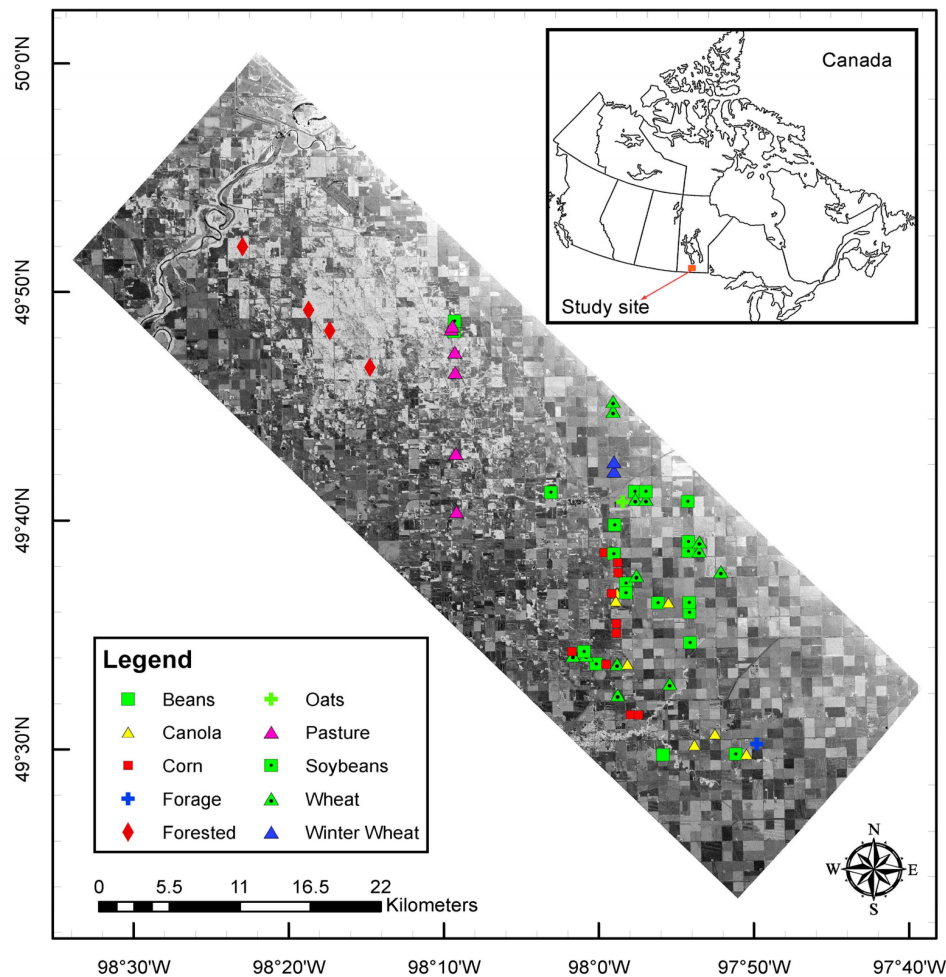 50°0'N
49°50'N
49°40'N
49°30'N
Canada
Study site
Legend
Beans
Canola
Corn
Forage
Forested
Oats
Pasture
Soybeans
Wheat
Winter Wheat
0 5.5 11 16.5 22
Kilometers
N
W E
S
98°30'W 98°20'W 98°10'W 98°0'W 97°50'W 97°40'W